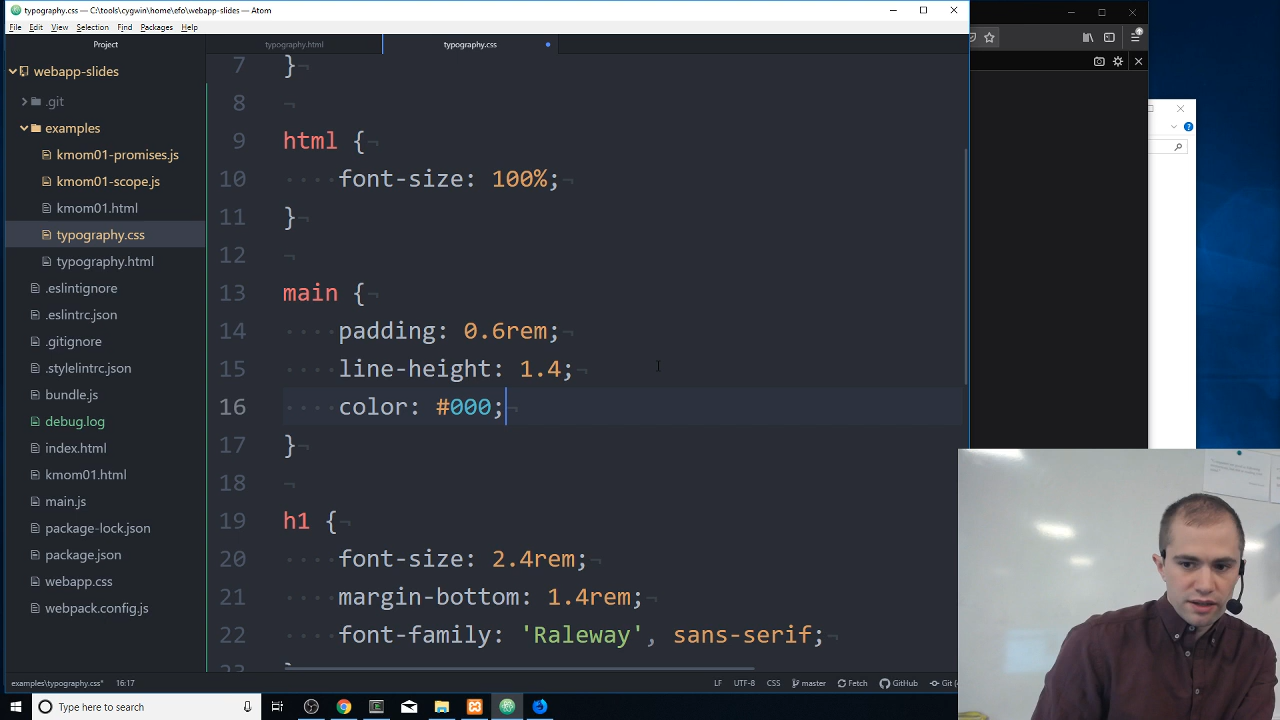 typography.css — C:\tools\cygwin\home\efo\webapp-slides — Atom
File Edit View Selection Find Packages Help
Project
typography.html
typography.css
webapp-slides
.git
examples
kmom01-promises.js
kmom01-scope.js
kmom01.html
typography.css
typography.html
.eslintignore
.eslintrc.json
.gitignore
.stylelintrc.json
bundle.js
debug.log
index.html
kmom01.html
main.js
package-lock.json
package.json
webapp.css
webpack.config.js
7 }
8
9 html {
10 font-size: 100%;
11 }
12
13 main {
14 padding: 0.6rem;
15 line-height: 1.4;
16 color: #000;
17 }
18
19 h1 {
20 font-size: 2.4rem;
21 margin-bottom: 1.4rem;
22 font-family: 'Raleway', sans-serif;
23 }
examples\typography.css* 16:17
LF UTF-8 CSS master Fetch GitHub Git (
Type here to search